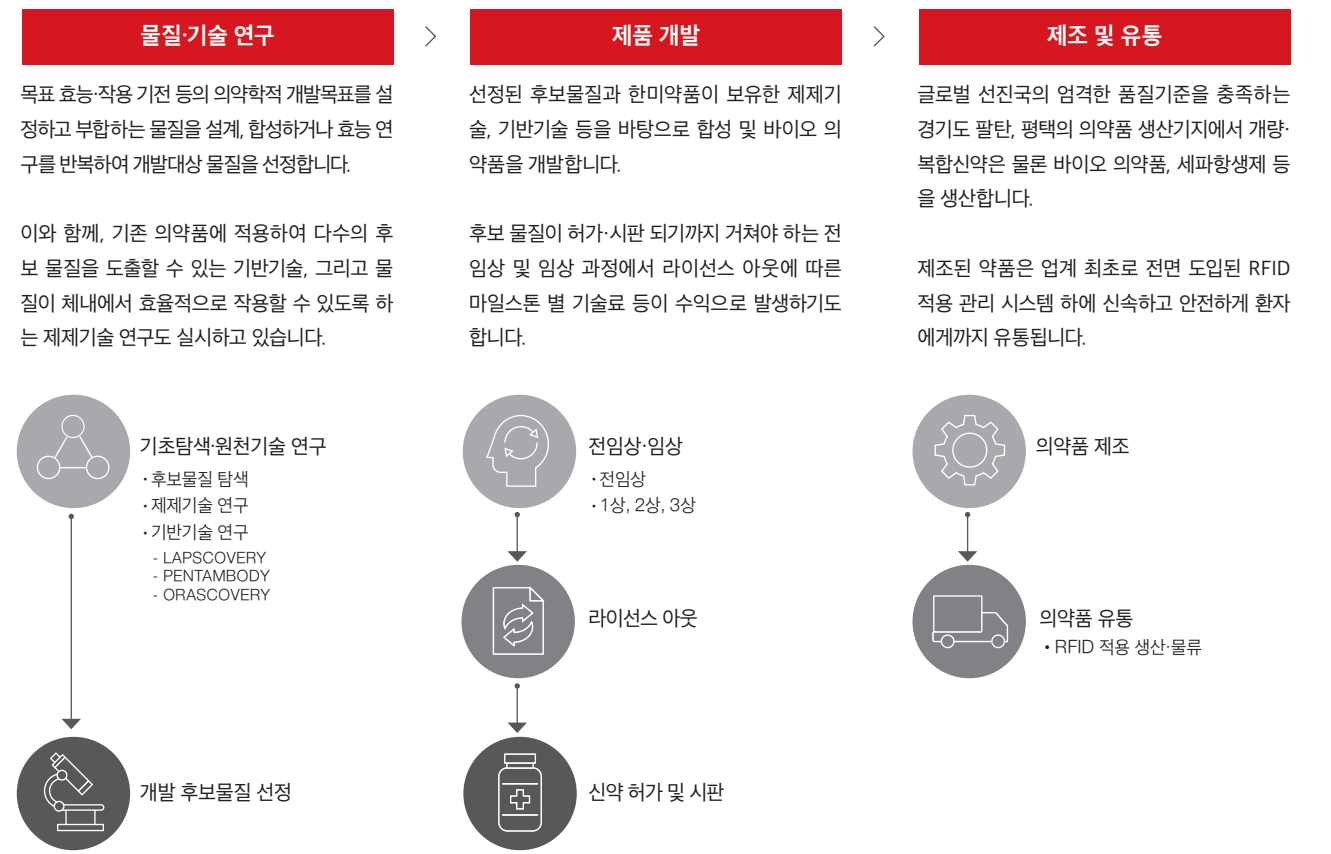 물질·기술 연구
목표 효능·작용 기전 등의 의약학적 개발목표를 설
정하고 부합하는 물질을 설계, 합성하거나 효능 연
구를 반복하여 개발대상 물질을 선정합니다.
이와 함께, 기존 의약품에 적용하여 다수의 후
보 물질을 도출할 수 있는 기반기술, 그리고 물
질이 체내에서 효율적으로 작용할 수 있도록 하
는 제제기술 연구도 실시하고 있습니다.
기초탐색·원천기술 연구
· 후보물질 탐색
· 제제기술 연구
· 기반기술 연구
- LAPSCOVERY
- PENTAMBODY
- ORASCOVERY
개발 후보물질 선정
>
제품 개발
선정된 후보물질과 한미약품이 보유한 제제기
술, 기반기술 등을 바탕으로 합성 및 바이오 의
약품을 개발합니다.
후보 물질이 허가·시판 되기까지 거쳐야 하는 전
임상 및 임상 과정에서 라이선스 아웃에 따른
마일스톤 별 기술료 등이 수익으로 발생하기도
합니다.
전임상·임상
· 전임상
· 1상, 2상, 3상
라이선스 아웃
신약 허가 및 시판
>
제조 및 유통
글로벌 선진국의 엄격한 품질기준을 충족하는
경기도 팔탄, 평택의 의약품 생산기지에서 개량·
복합신약은 물론 바이오 의약품, 세파항생제 등
을 생산합니다.
제조된 약품은 업계 최초로 전면 도입된 RFID
적용 관리 시스템 하에 신속하고 안전하게 환자
에게까지 유통됩니다.
의약품 제조
의약품 유통
• RFID 적용 생산·물류